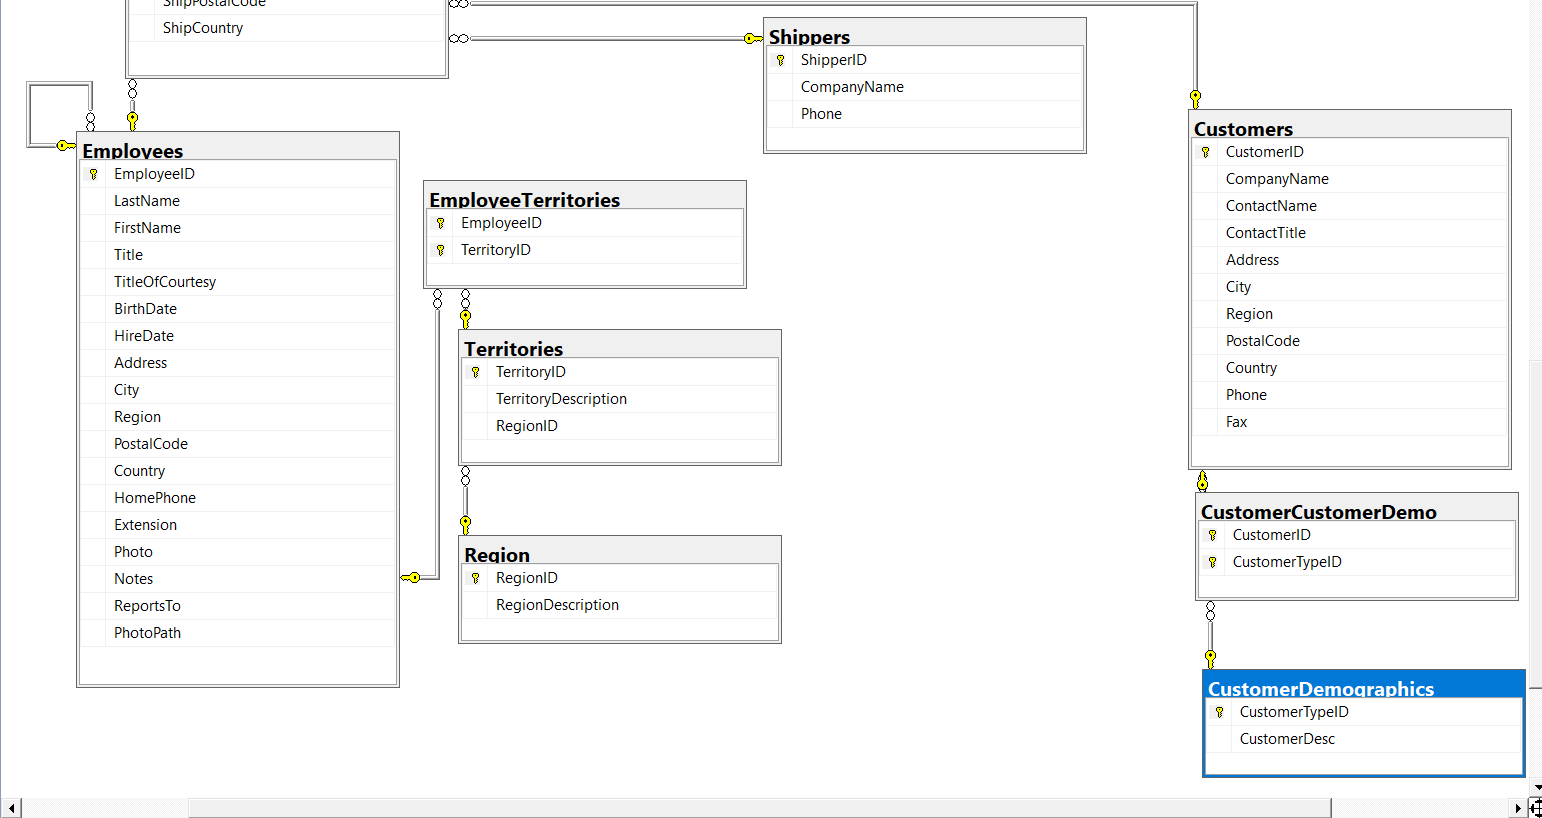 ShipPostalCode
ShipCountry
Shippers
ShipperID
CompanyName
Phone
Employees
EmployeeID
LastName
FirstName
Title
TitleOfCourtesy
BirthDate
HireDate
Address
City
Region
PostalCode
Country
HomePhone
Extension
Photo
Notes
ReportsTo
PhotoPath
EmployeeTerritories
EmployeeID
TerritoryID
Territories
TerritoryID
TerritoryDescription
RegionID
Region
RegionID
RegionDescription
Customers
CustomerID
CompanyName
ContactName
ContactTitle
Address
City
Region
PostalCode
Country
Phone
Fax
CustomerCustomerDemo
CustomerID
CustomerTypeID
CustomerDemographics
CustomerTypeID
CustomerDesc